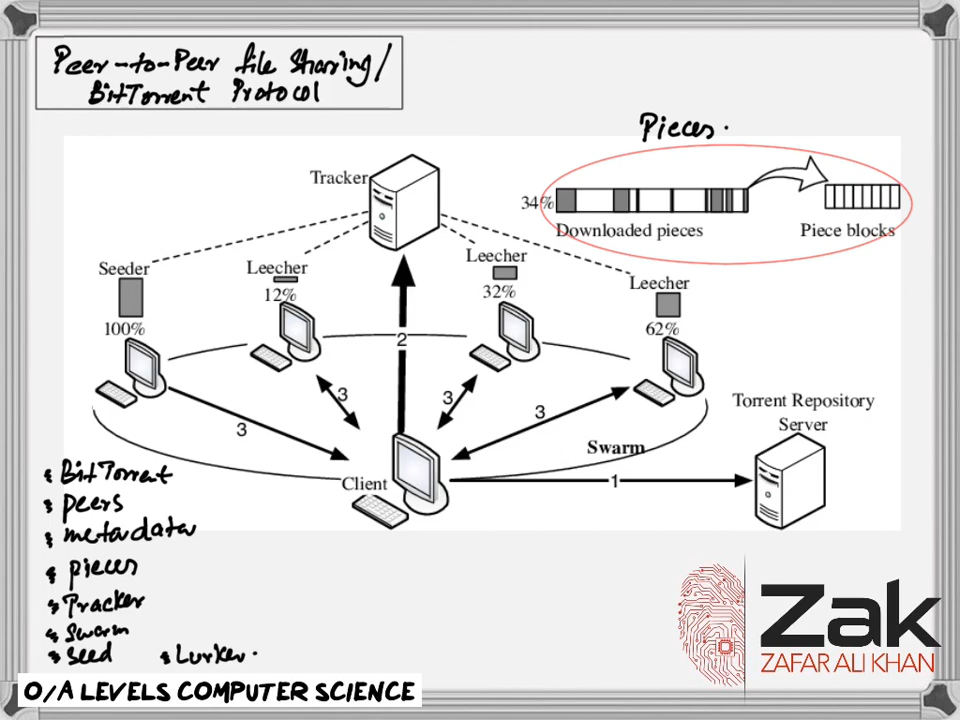 Peer-to-Peer file Sharing/
BitTorrent Protocol
Pieces.
Tracker
34%
Downloaded pieces
Piece blocks
Seeder
100%
Leecher
12%
Leecher
32%
Leecher
62%
2
3
3
3
3
Swarm
Torrent Repository
Server
Client
1
BitTorrent
peers
metadata
pieces
Tracker
Swarm
Seed
Lurker.
Zak
ZAFAR ALI KHAN
O/A LEVELS COMPUTER SCIENCE